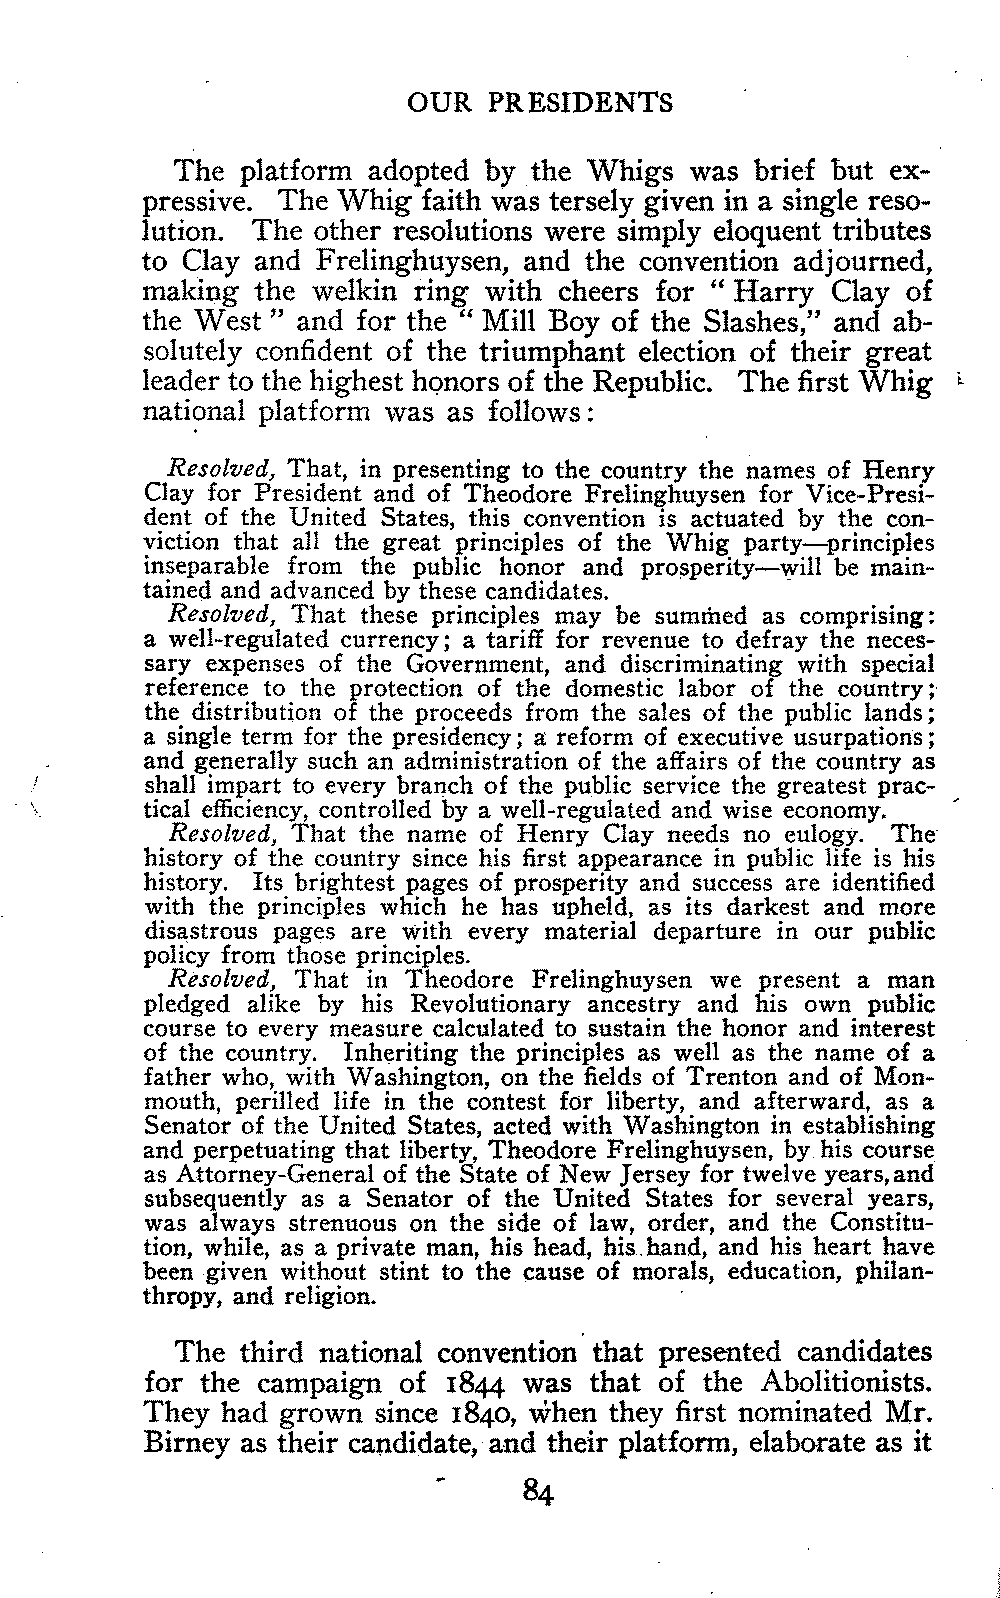 OUR PRESIDENTS
The platform adopted by the Whigs was brief but ex-
pressive. The Whig faith was tersely given in a single reso-
lution. The other resolutions were simply eloquent tributes
to Clay and Frelinghuysen, and the convention adjourned,
making the welkin ring with cheers for “ Harry Clay of
the West ” and for the “ Mill Boy of the Slashes,” and ab-
solutely confident of the triumphant election of their great
leader to the highest honors of the Republic. The first Whig
national platform was as follows:
Resolved, That, in presenting to the country the names of Henry
Clay for President and of Theodore Frelinghuysen for Vice-Presi-
dent of the United States, this convention is actuated by the con-
viction that all the great principles of the Whig party—principles
inseparable from the public honor and prosperity—will be main-
tained and advanced by these candidates.
Resolved, That these principles may be summed as comprising:
a well-regulated currency; a tariff for revenue to defray the neces-
sary expenses of the Government, and discriminating with special
reference to the protection of the domestic labor of the country;
the distribution of the proceeds from the sales of the public lands;
a single term for the presidency; a reform of executive usurpations;
and generally such an administration of the affairs of the country as
shall impart to every branch of the public service the greatest prac-
tical efficiency, controlled by a well-regulated and wise economy.
Resolved, That the name of Henry Clay needs no eulogy. The
history of the country since his first appearance in public life is his
history. Its brightest pages of prosperity and success are identified
with the principles which he has upheld, as its darkest and more
disastrous pages are with every material departure in our public
policy from those principles.
Resolved, That in Theodore Frelinghuysen we present a man
pledged alike by his Revolutionary ancestry and his own public
course to every measure calculated to sustain the honor and interest
of the country. Inheriting the principles as well as the name of a
father who, with Washington, on the fields of Trenton and of Mon-
mouth, perilled life in the contest for liberty, and afterward, as a
Senator of the United States, acted with Washington in establishing
and perpetuating that liberty, Theodore Frelinghuysen, by his course
as Attorney-General of the State of New Jersey for twelve years, and
subsequently as a Senator of the United States for several years,
was always strenuous on the side of law, order, and the Constitu-
tion, while, as a private man, his head, his hand, and his heart have
been given without stint to the cause of morals, education, philan-
thropy, and religion.
The third national convention that presented candidates
for the campaign of 1844 was that of the Abolitionists.
They had grown since 1840, when they first nominated Mr.
Birney as their candidate, and their platform, elaborate as it
84